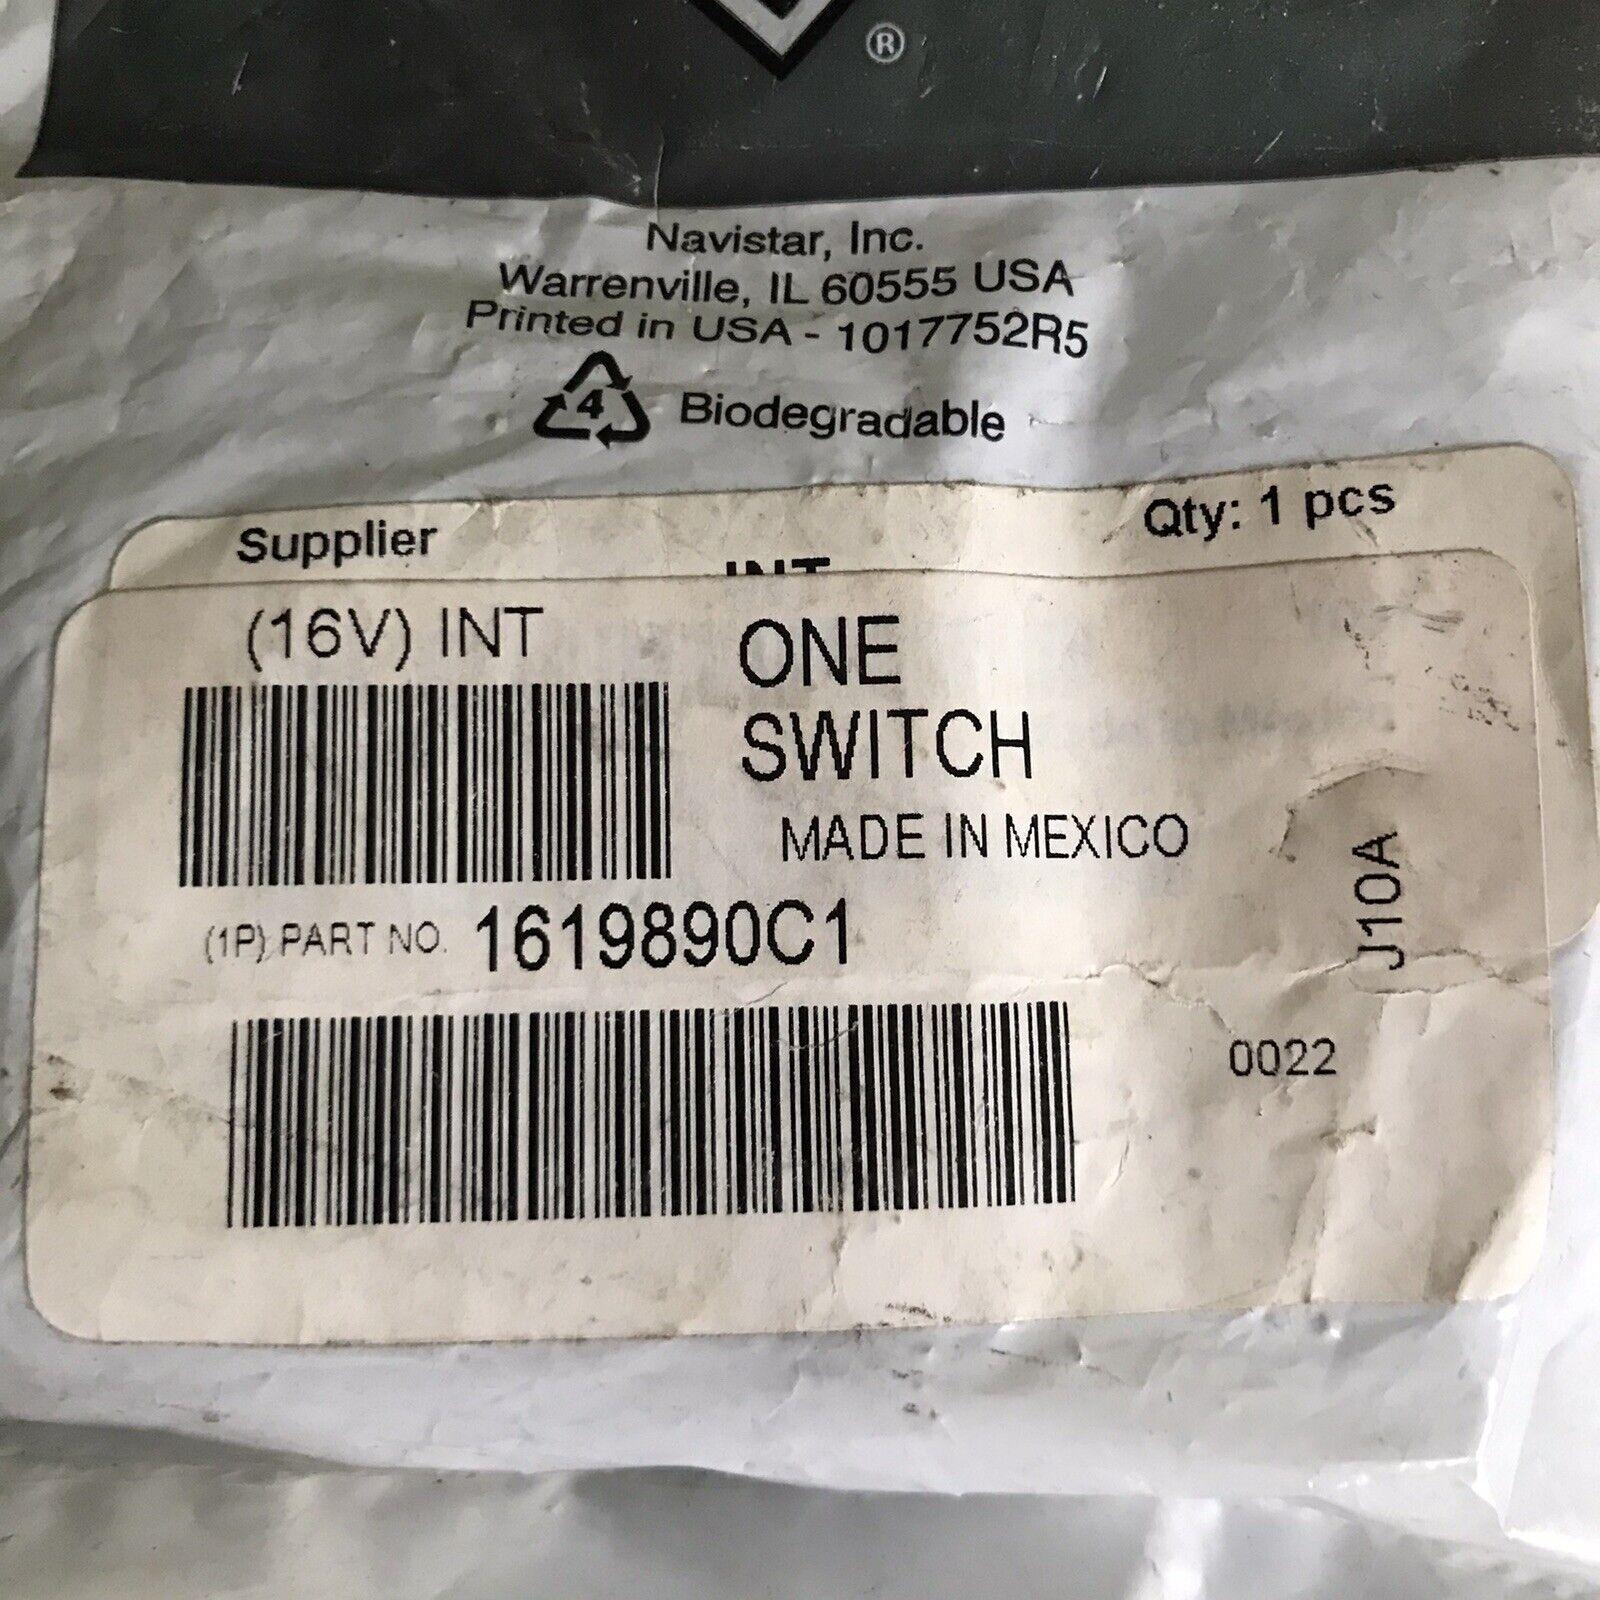 ®
Navistar, Inc.
Warrenville, IL 60555 USA
Printed in USA - 1017752R5
4 Biodegradable
Supplier
Qty: 1 pcs
INT
(16V) INT
ONE
SWITCH
MADE IN MEXICO
(1P) PART NO. 1619890C1
J10A
0022